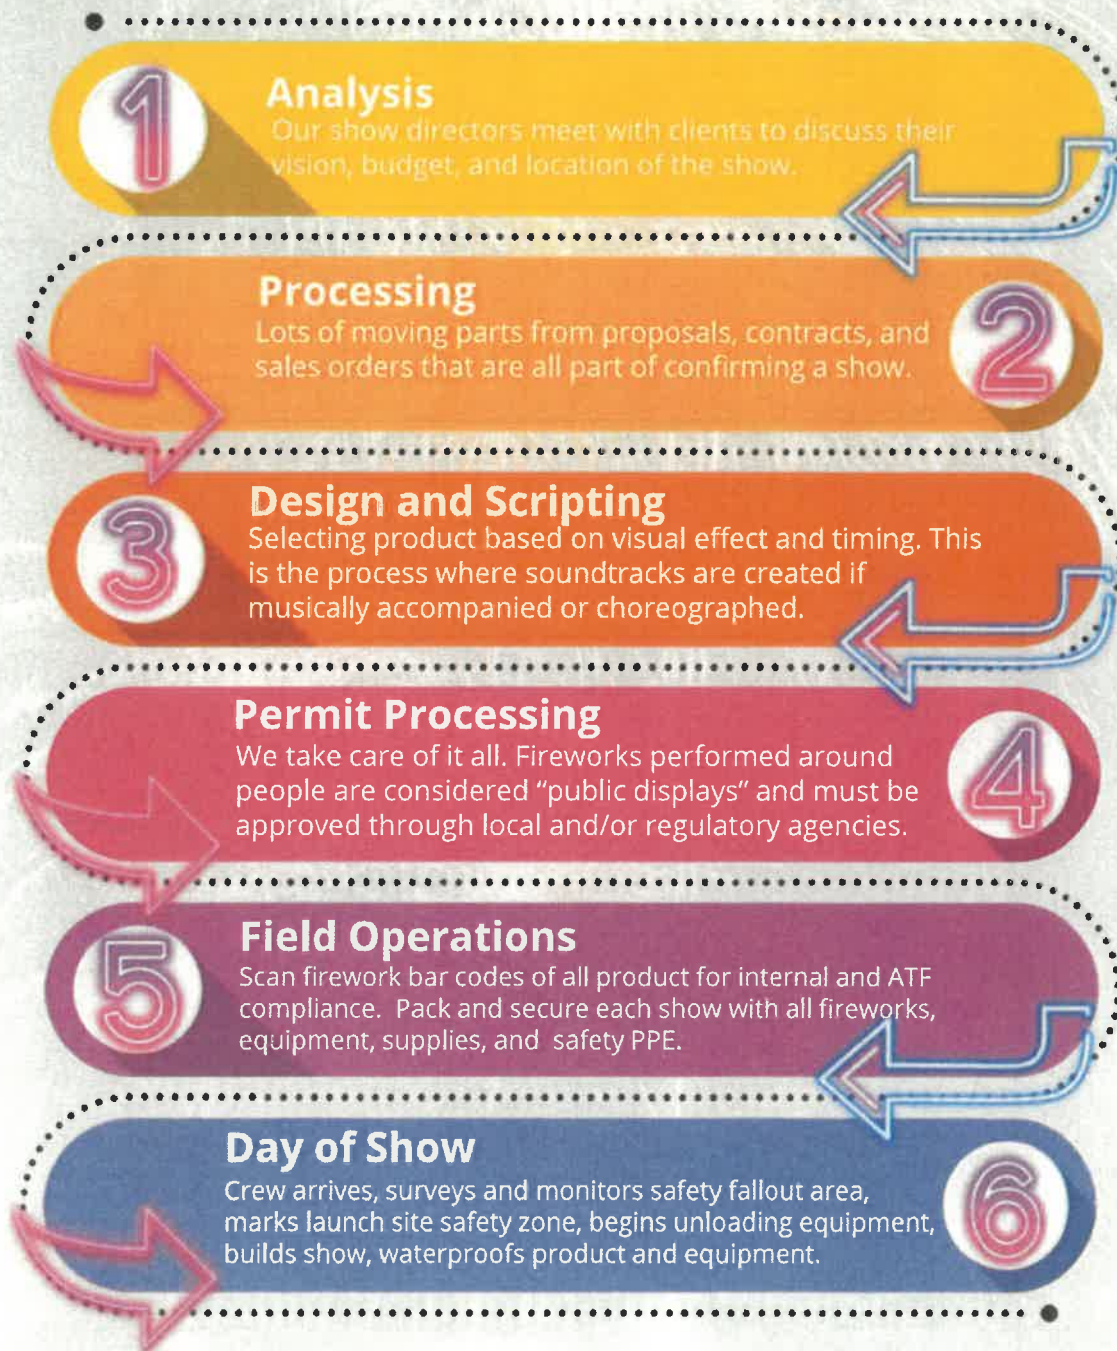 1
Analysis
Our show directors meet with clients to discuss their
vision, budget, and location of the show.
Processing
Lots of moving parts from proposals, contracts, and
sales orders that are all part of confirming a show.
2
3
Design and Scripting
Selecting product based on visual effect and timing. This
is the process where soundtracks are created if
musically accompanied or choreographed.
Permit Processing
We take care of it all. Fireworks performed around
people are considered “public displays” and must be
approved through local and/or regulatory agencies.
4
5
Field Operations
Scan firework bar codes of all product for internal and ATF
compliance. Pack and secure each show with all fireworks,
equipment, supplies, and safety PPE.
Day of Show
Crew arrives, surveys and monitors safety fallout area,
marks launch site safety zone, begins unloading equipment,
builds show, waterproofs product and equipment.
6